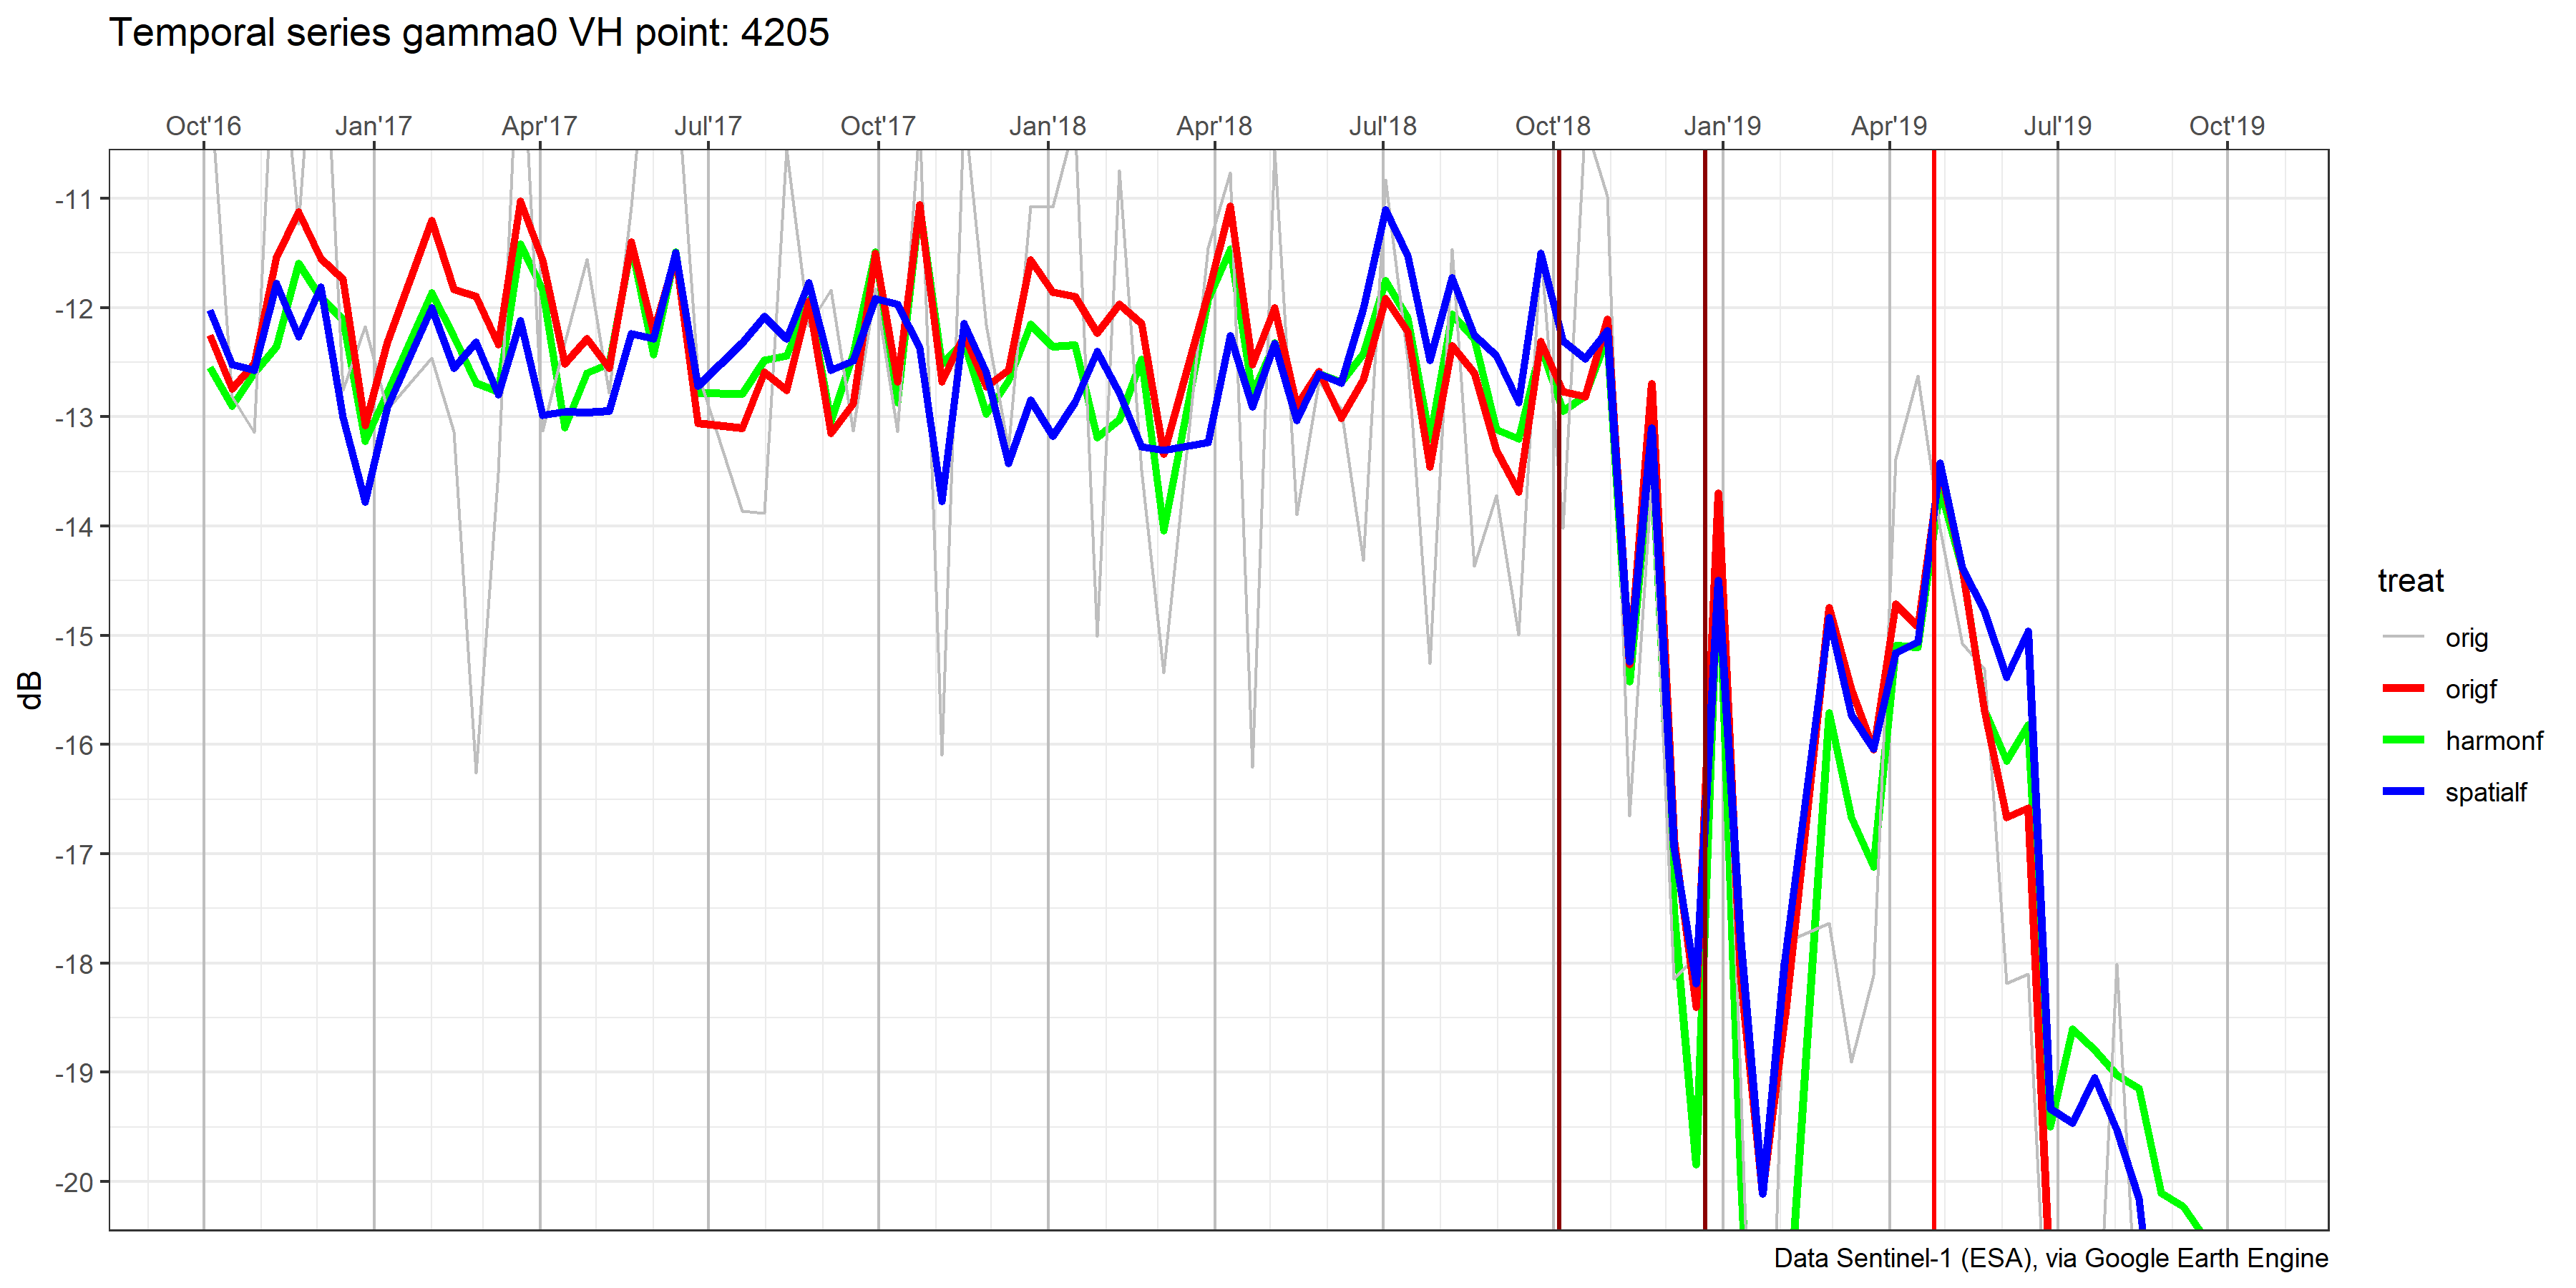 Temporal series gamma0 VH point: 4205
Oct'16 Jan'17 Apr'17 Jul'17 Oct'17 Jan'18 Apr'18 Jul'18 Oct'18 Jan'19 Apr'19 Jul'19 Oct'19
-11
-12
-13
-14
-15
-16
-17
-18
-19
-20
dB
treat
orig
origf
harmonf
spatialf
Data Sentinel-1 (ESA), via Google Earth Engine